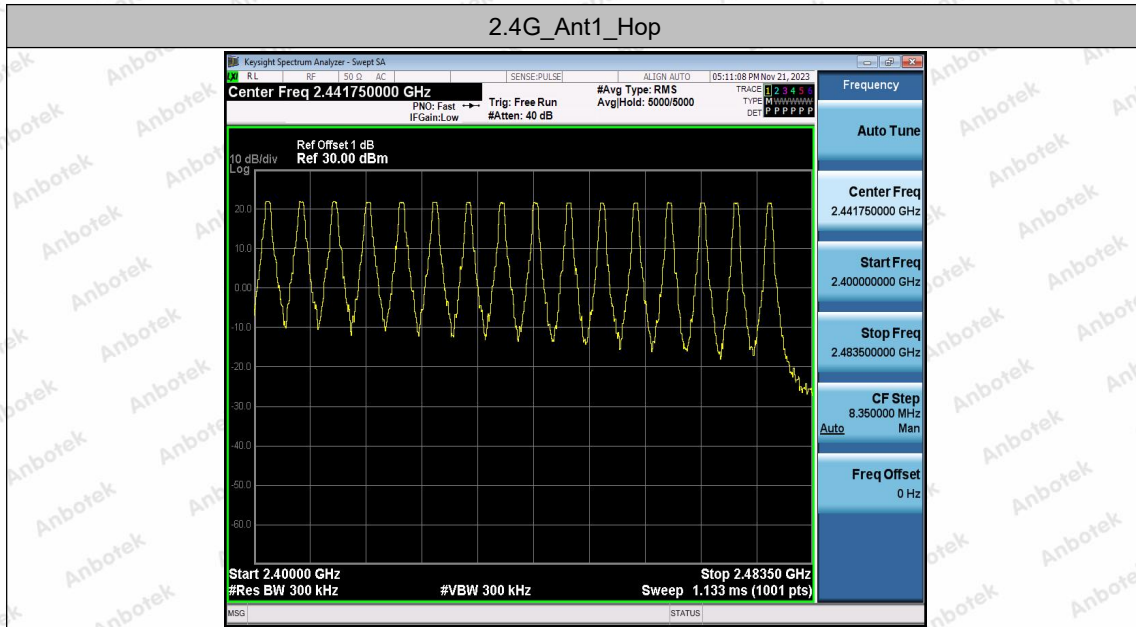 2.4G_Ant1_Hop
Keysight Spectrum Analyzer - Swept SA
LXI RL RF 50 Ω AC SENSE:PULSE ALIGN AUTO 05:11:08 PM Nov 21, 2023
Center Freq 2.441750000 GHz
PNO: Fast
IFGain:Low
Trig: Free Run
#Atten: 40 dB
#Avg Type: RMS
Avg|Hold: 5000/5000
TRACE 1 2 3 4 5 6
TYPE M W W W W W
DET P P P P P P
Frequency
Auto Tune
Center Freq
2.441750000 GHz
Start Freq
2.400000000 GHz
Stop Freq
2.483500000 GHz
CF Step
8.350000 MHz
Auto Man
Freq Offset
0 Hz
Ref Offset 1 dB
10 dB/div Ref 30.00 dBm
Log
20.0
10.0
0.00
-10.0
-20.0
-30.0
-40.0
-50.0
-60.0
Start 2.40000 GHz Stop 2.48350 GHz
#Res BW 300 kHz #VBW 300 kHz Sweep 1.133 ms (1001 pts)
MSG STATUS
Anbotek